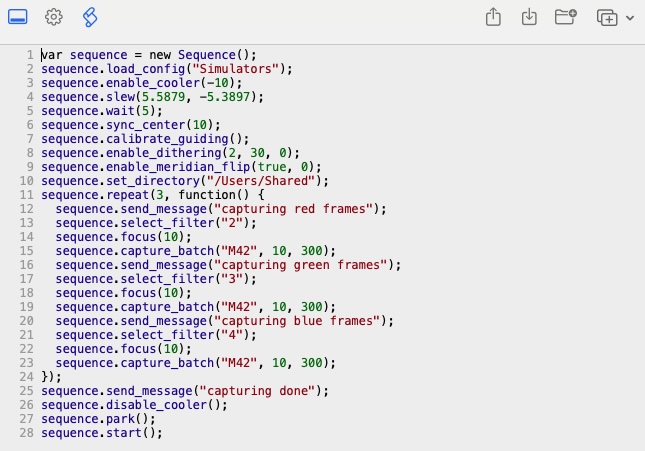 1 var sequence = new Sequence();
2 sequence.load_config("Simulators");
3 sequence.enable_cooler(-10);
4 sequence.slew(5.5879, -5.3897);
5 sequence.wait(5);
6 sequence.sync_center(10);
7 sequence.calibrate_guiding();
8 sequence.enable_dithering(2, 30, 0);
9 sequence.enable_meridian_flip(true, 0);
10 sequence.set_directory("/Users/Shared");
11 sequence.repeat(3, function() {
12   sequence.send_message("capturing red frames");
13   sequence.select_filter("2");
14   sequence.focus(10);
15   sequence.capture_batch("M42", 10, 300);
16   sequence.send_message("capturing green frames");
17   sequence.select_filter("3");
18   sequence.focus(10);
19   sequence.capture_batch("M42", 10, 300);
20   sequence.send_message("capturing blue frames");
21   sequence.select_filter("4");
22   sequence.focus(10);
23   sequence.capture_batch("M42", 10, 300);
24 });
25 sequence.send_message("capturing done");
26 sequence.disable_cooler();
27 sequence.park();
28 sequence.start();